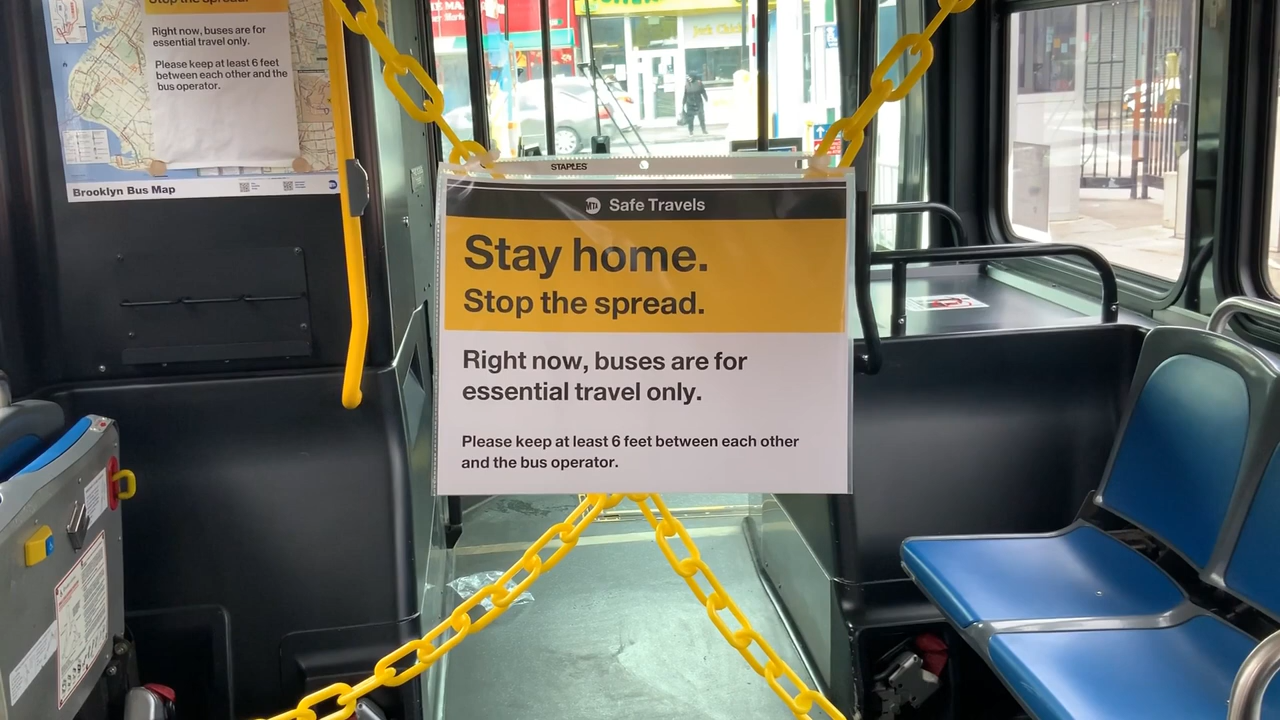 Stop the spread.
Right now, buses are for
essential travel only.
Please keep at least 6 feet
between each other and the
bus operator.
Brooklyn Bus Map
STAPLES
MTA Safe Travels
Stay home.
Stop the spread.
Right now, buses are for
essential travel only.
Please keep at least 6 feet between each other
and the bus operator.